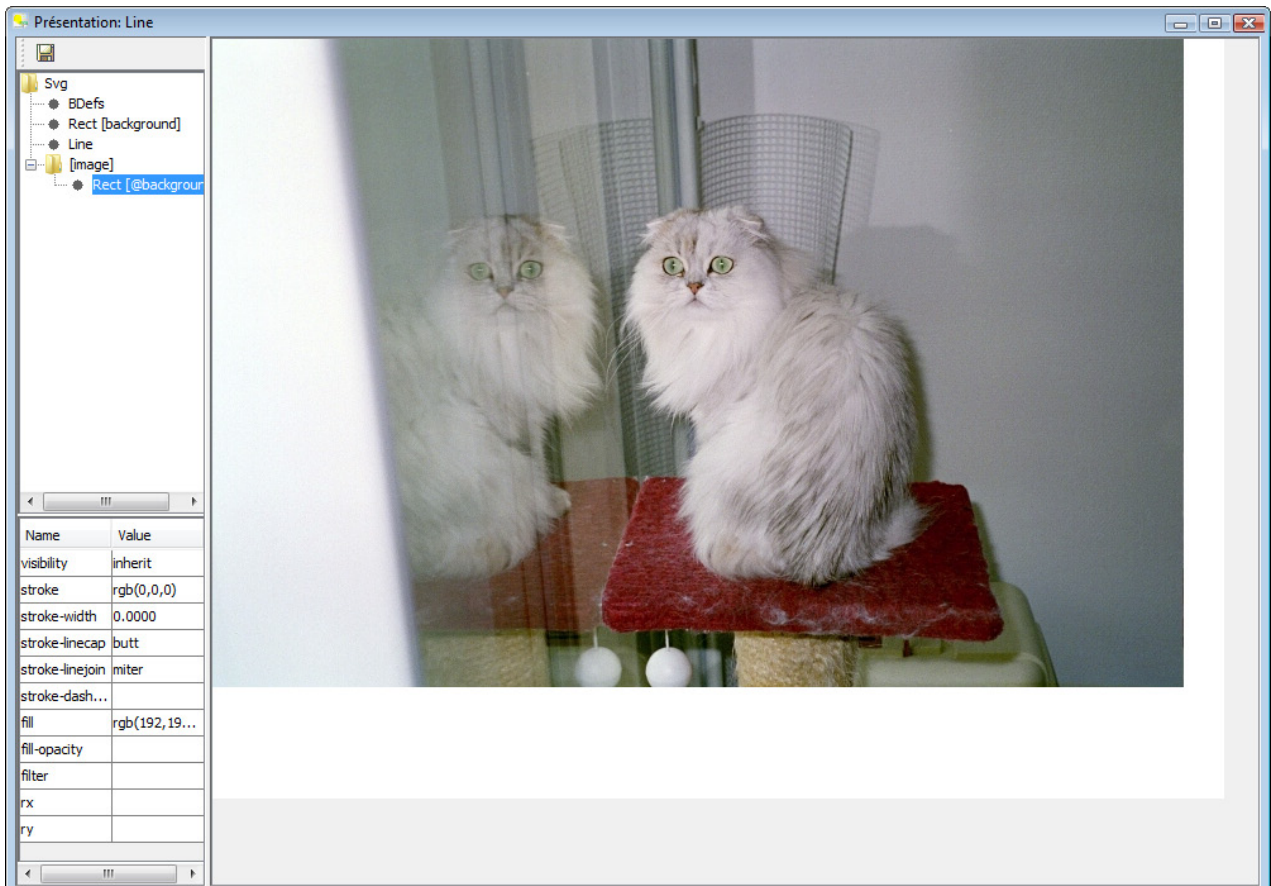 Présentation: Line
Svg
BDefs
Rect [background]
Line
[image]
Rect [@backgroun
Name Value
visibility inherit
stroke rgb(0,0,0)
stroke-width 0.0000
stroke-linecap butt
stroke-linejoin miter
stroke-dash...
fill rgb(192,19...
fill-opacity
filter
rx
ry